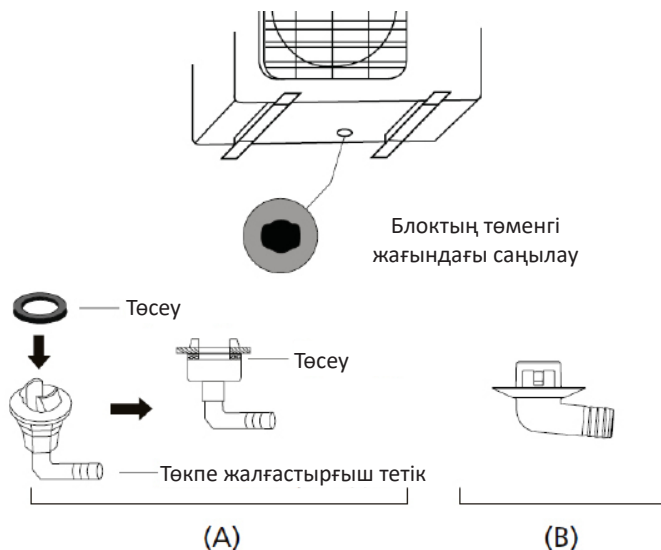 Блоктың төменгі
жағындағы саңылау
Төсеу
Төсеу
Төкпе жалғастырғыш тетік
(A)
(B)